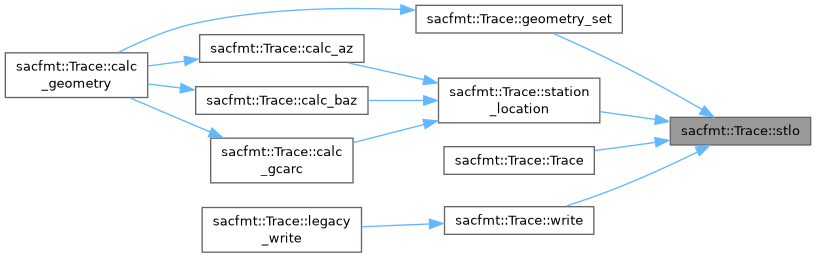 sacfmt::Trace::geometry_set
sacfmt::Trace::calc_az
sacfmt::Trace::calc
_geometry
sacfmt::Trace::station
_location
sacfmt::Trace::calc_baz
sacfmt::Trace::stlo
sacfmt::Trace::calc
_gcarc
sacfmt::Trace::Trace
sacfmt::Trace::legacy
_write
sacfmt::Trace::write